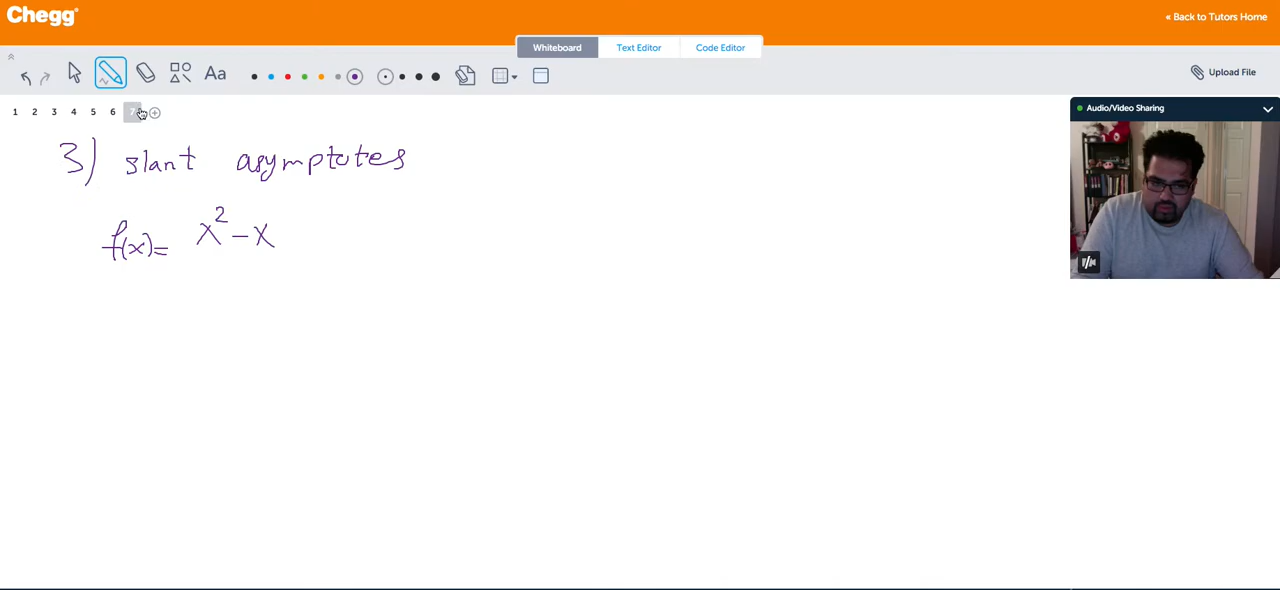 Chegg
« Back to Tutors Home
Whiteboard Text Editor Code Editor
Aa
Upload File
1 2 3 4 5 6 7
Audio/Video Sharing
3) slant asymptotes
f(x)= x² - x